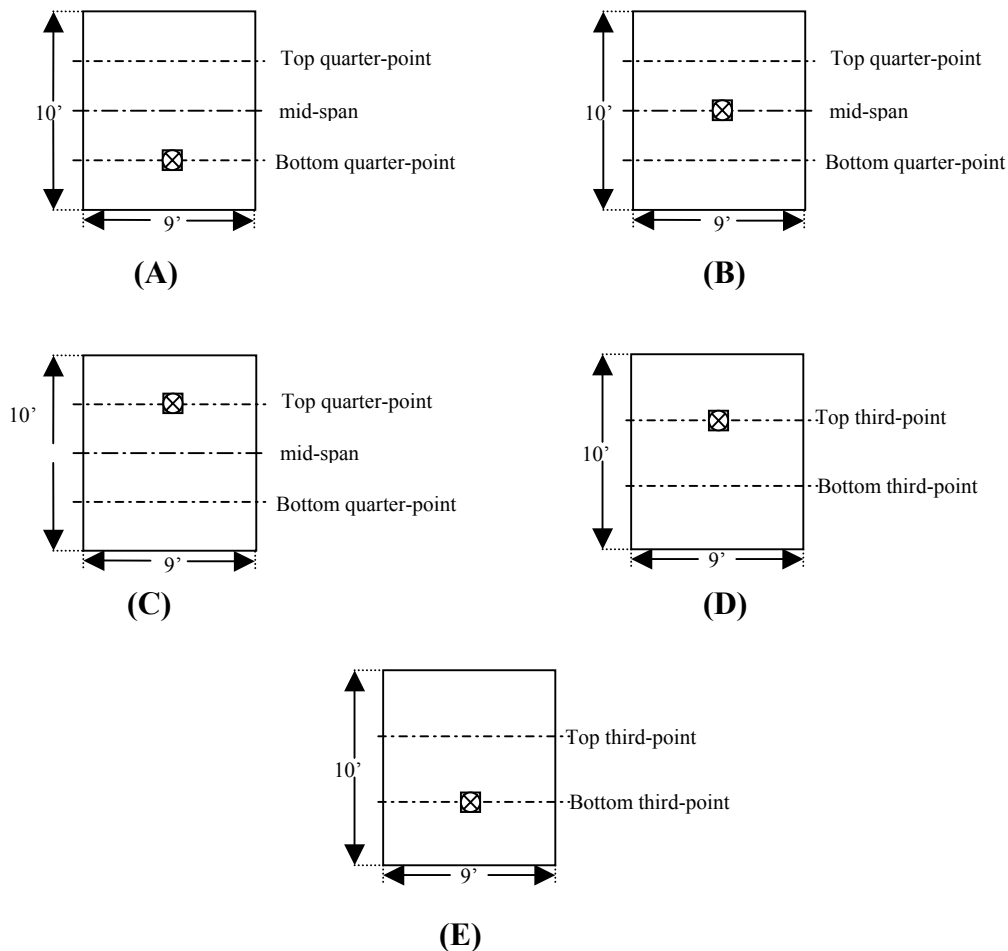 Top quarter-point
10’
mid-span
Bottom quarter-point
9’
(A)
Top quarter-point
10’
mid-span
Bottom quarter-point
9’
(B)
10’
Top quarter-point
mid-span
Bottom quarter-point
9’
(C)
Top third-point
10’
Bottom third-point
9’
(D)
Top third-point
10’
Bottom third-point
9’
(E)